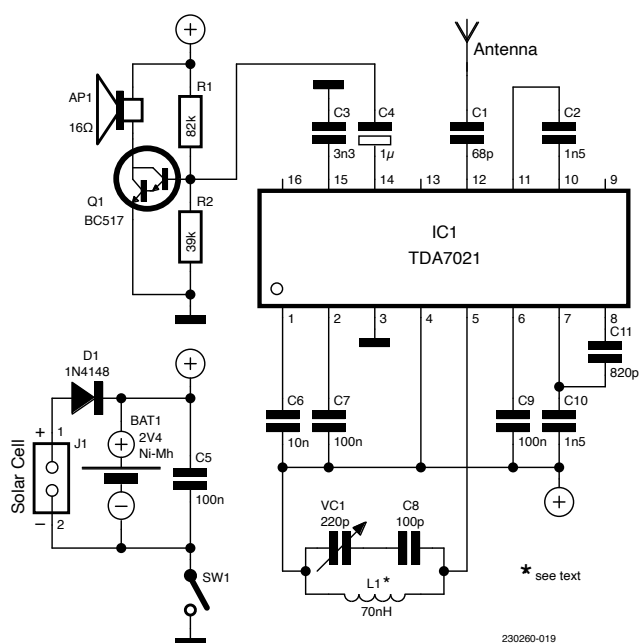 +
Antenna
AP1
16Ω
R1
82k
C3
3n3
C4
1µ
C1
68p
C2
1n5
Q1
BC517
R2
39k
16 15 14 13 12 11 10 9
IC1
TDA7021
1 2 3 4 5 6 7 8
C11
820p
+
D1
1N4148
C6
10n
C7
100n
C9
100n
C10
1n5
Solar Cell
+ 1
J1
– 2
BAT1
2V4
Ni-Mh
+
–
C5
100n
+
VC1
220p
C8
100p
L1*
70nH
* see text
SW1
230260-019